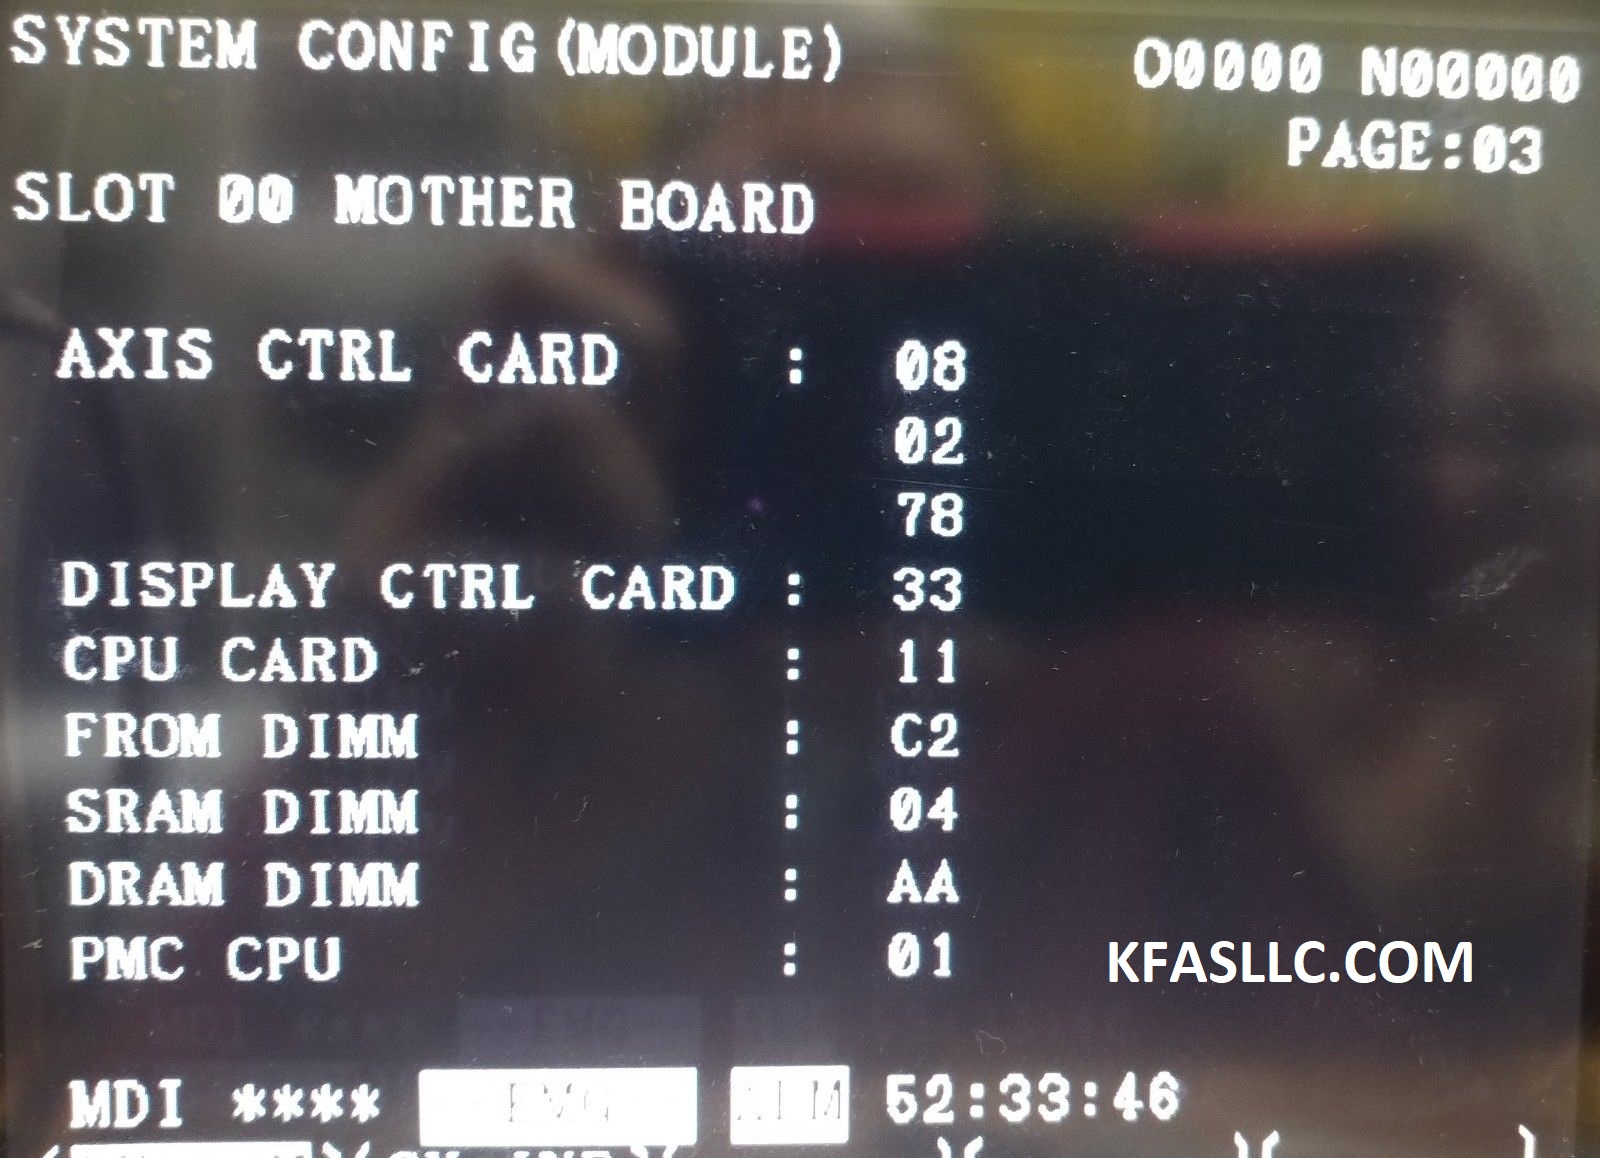 SYSTEM CONFIG(MODULE) O0000 N00000
PAGE:03
SLOT 00 MOTHER BOARD
AXIS CTRL CARD : 08
02
78
DISPLAY CTRL CARD : 33
CPU CARD : 11
FROM DIMM : C2
SRAM DIMM : 04
DRAM DIMM : AA
PMC CPU : 01
KFASLLC.COM
MDI **** --EMG-- ALM 52:33:46